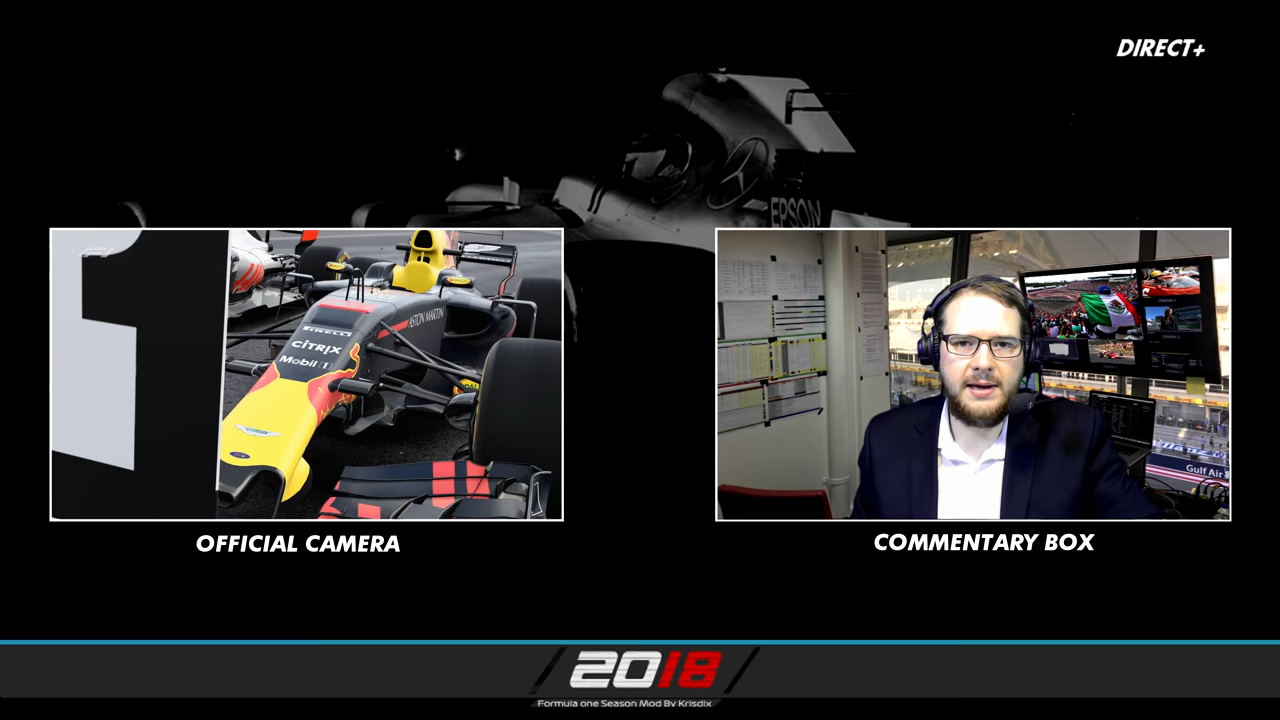 DIRECT+
EPSON
1
PIRELLI
ASTON MARTIN
CITRIX
Mobil 1
Gulf Air
OFFICIAL CAMERA
COMMENTARY BOX
2018
Formula one Season Mod By Krisdix